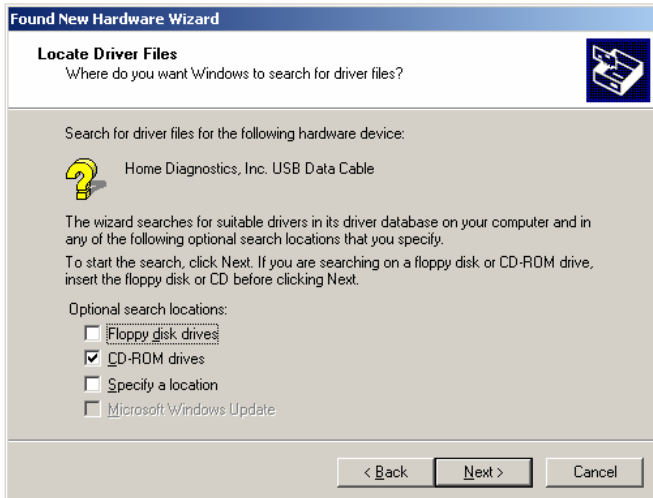 Found New Hardware Wizard
Locate Driver Files
Where do you want Windows to search for driver files?
Search for driver files for the following hardware device:
Home Diagnostics, Inc. USB Data Cable
The wizard searches for suitable drivers in its driver database on your computer and in
any of the following optional search locations that you specify.
To start the search, click Next. If you are searching on a floppy disk or CD-ROM drive,
insert the floppy disk or CD before clicking Next.
Optional search locations:
Floppy disk drives
CD-ROM drives
Specify a location
Microsoft Windows Update
< Back Next > Cancel